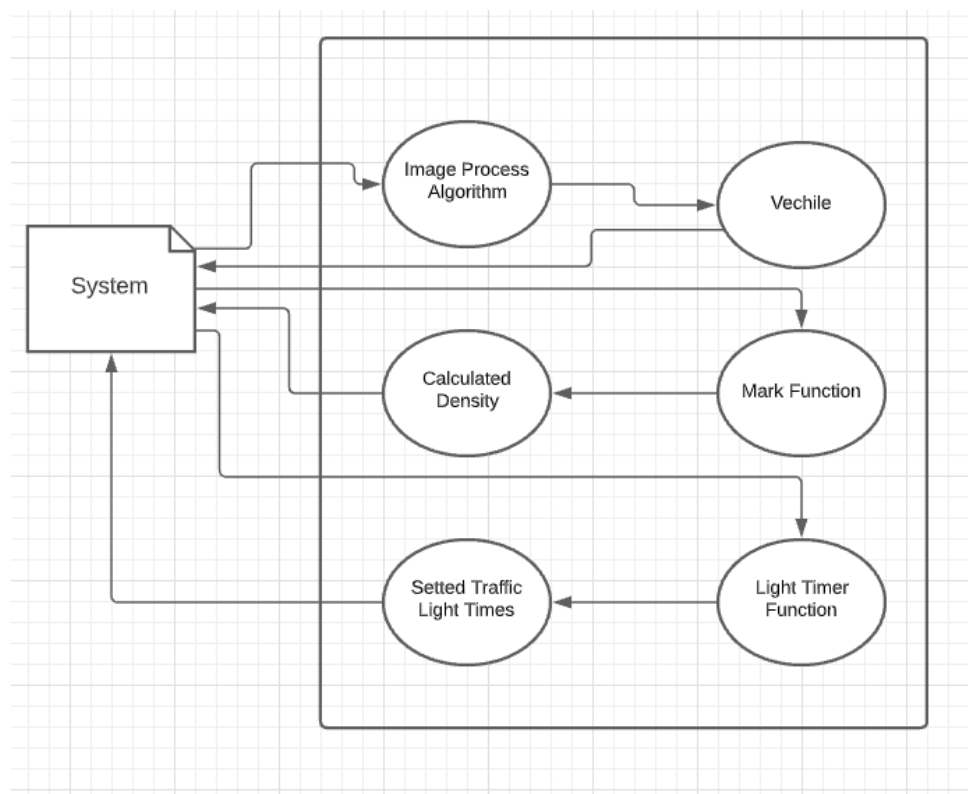 Image Process
Algorithm
Vechile
System
Calculated
Density
Mark Function
Setted Traffic
Light Times
Light Timer
Function